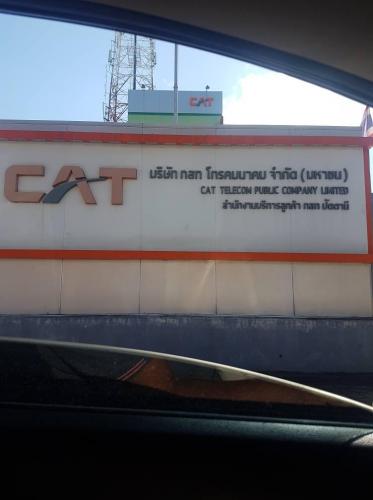 CAT
CAT
บริษัท กสท โทรคมนาคม จำกัด (มหาชน)
CAT TELECOM PUBLIC COMPANY LIMITED
สำนักงานบริการลูกค้า กสท ปัตตานี